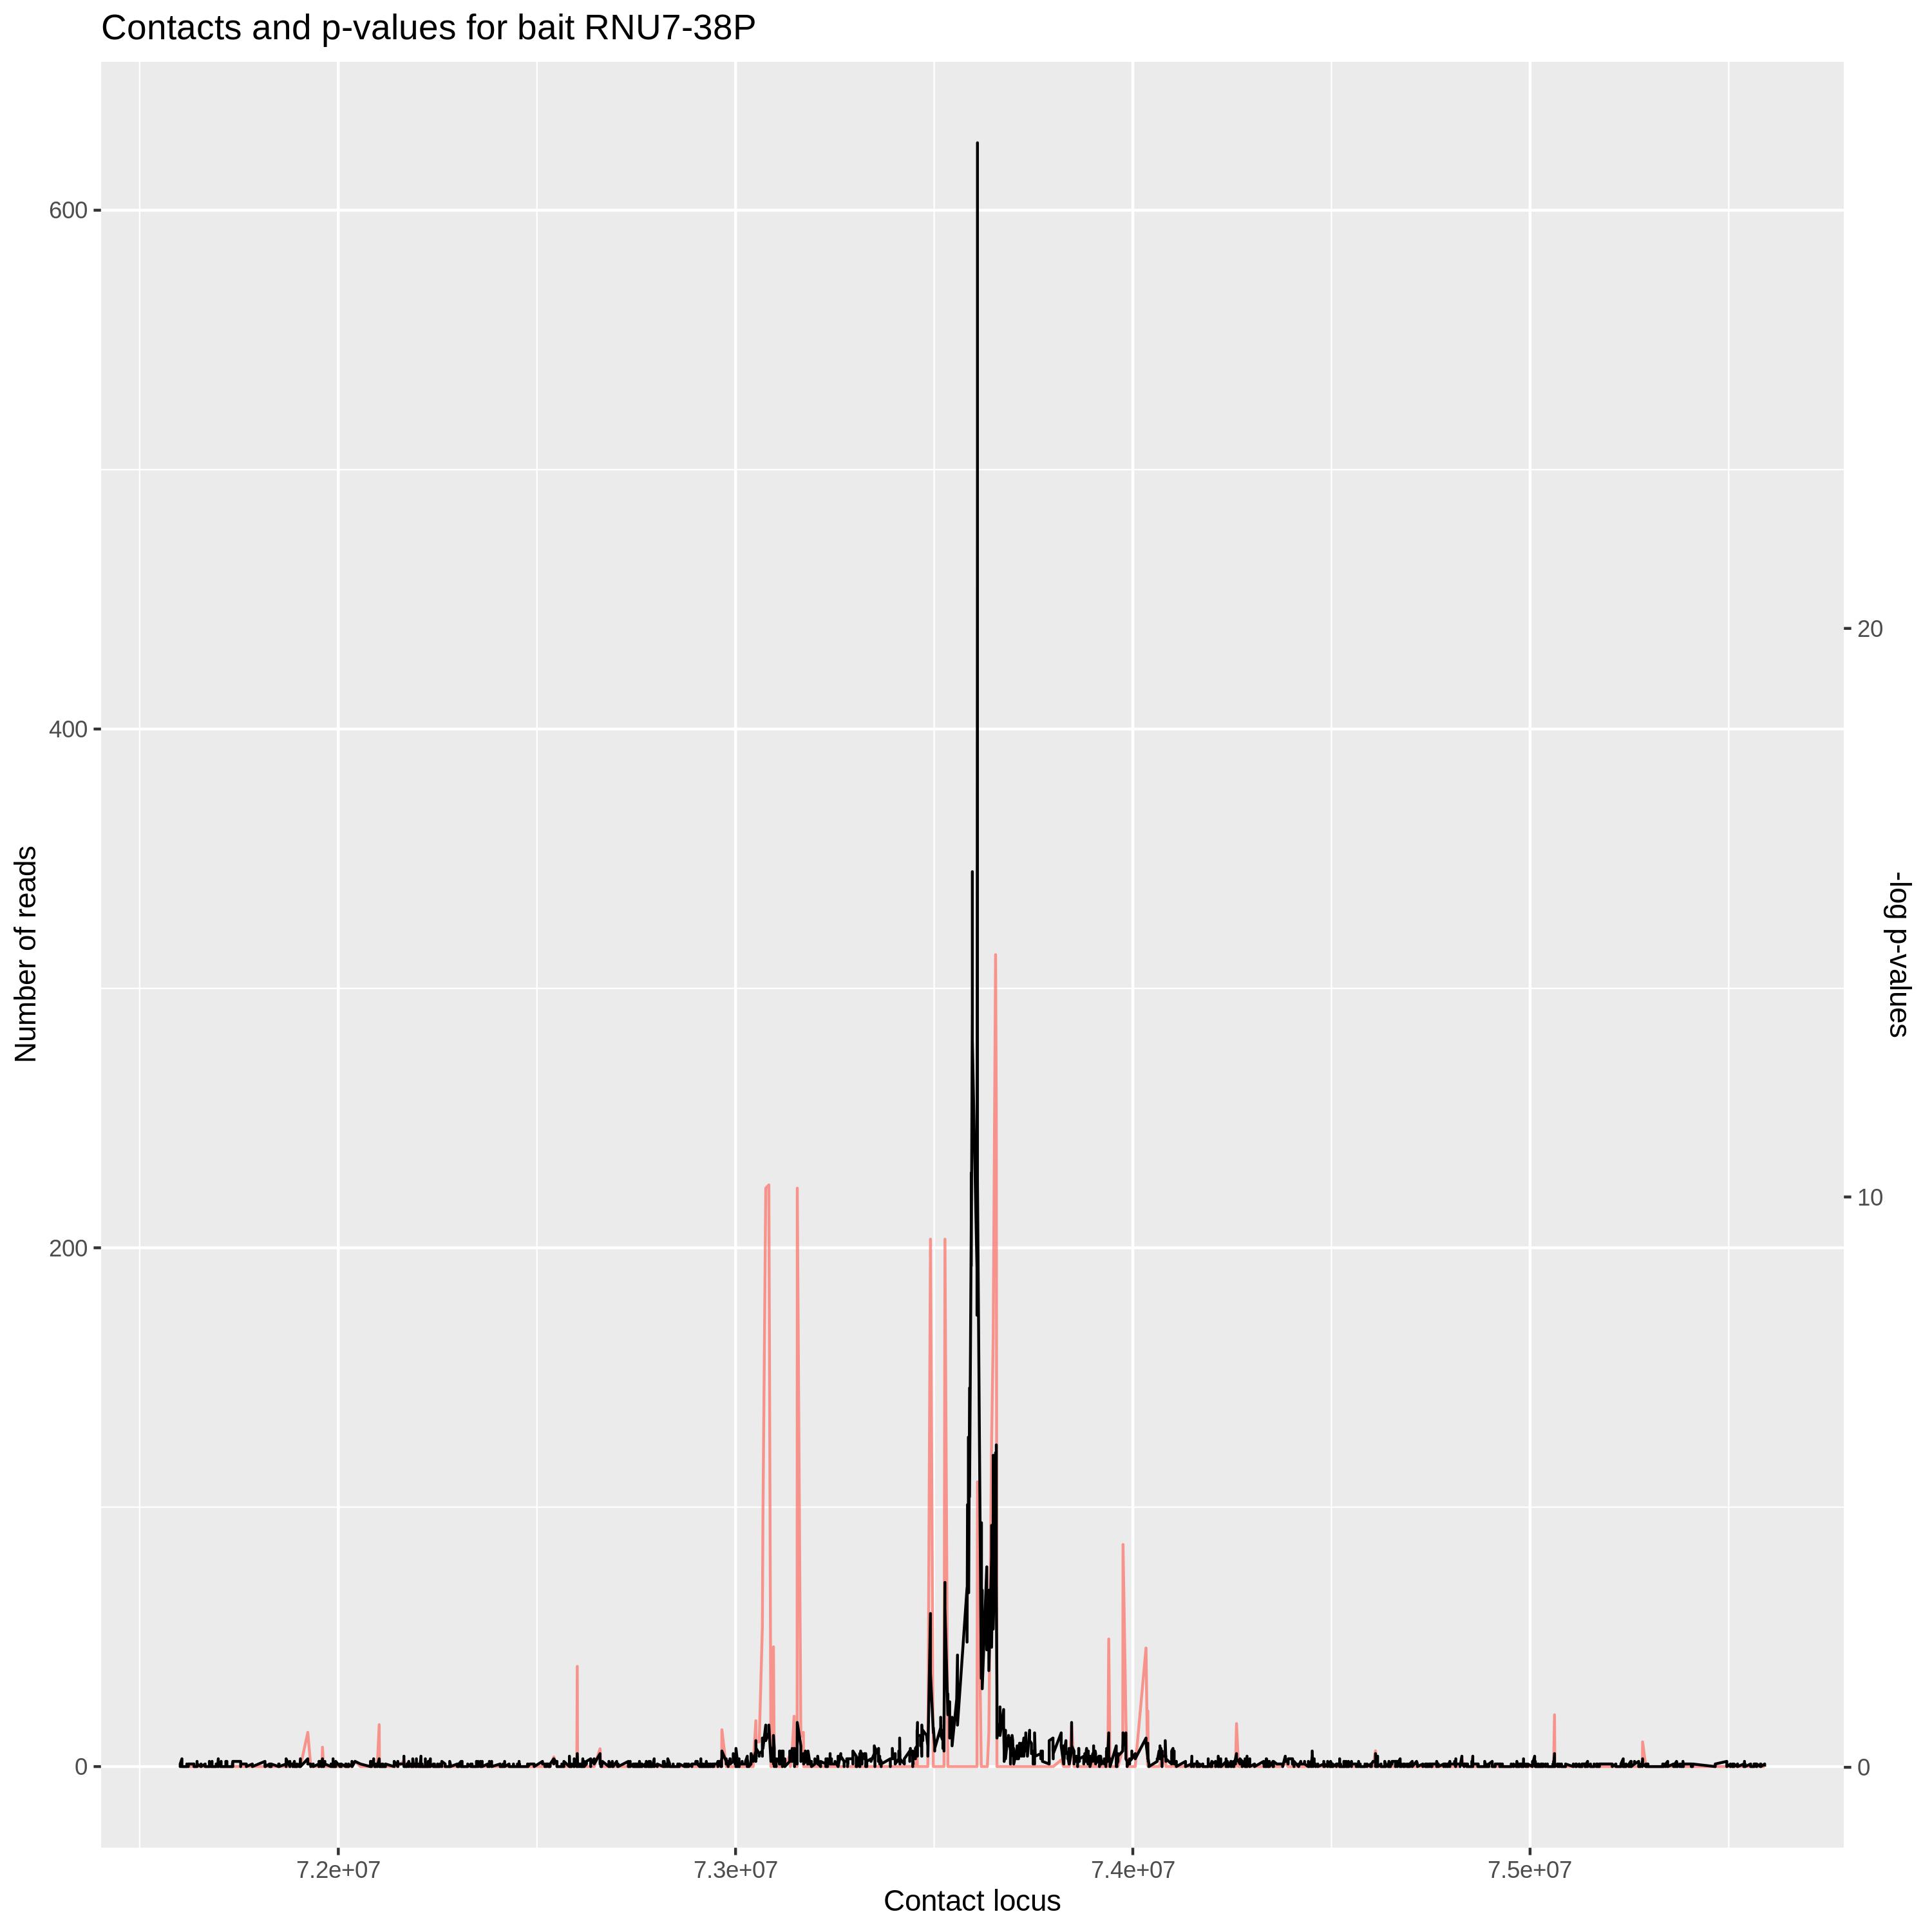 Contacts and p-values for bait RNU7-38P
600
400
200
0
Number of reads
20
10
0
-log p-values
7.2e+07
7.3e+07
7.4e+07
7.5e+07
Contact locus